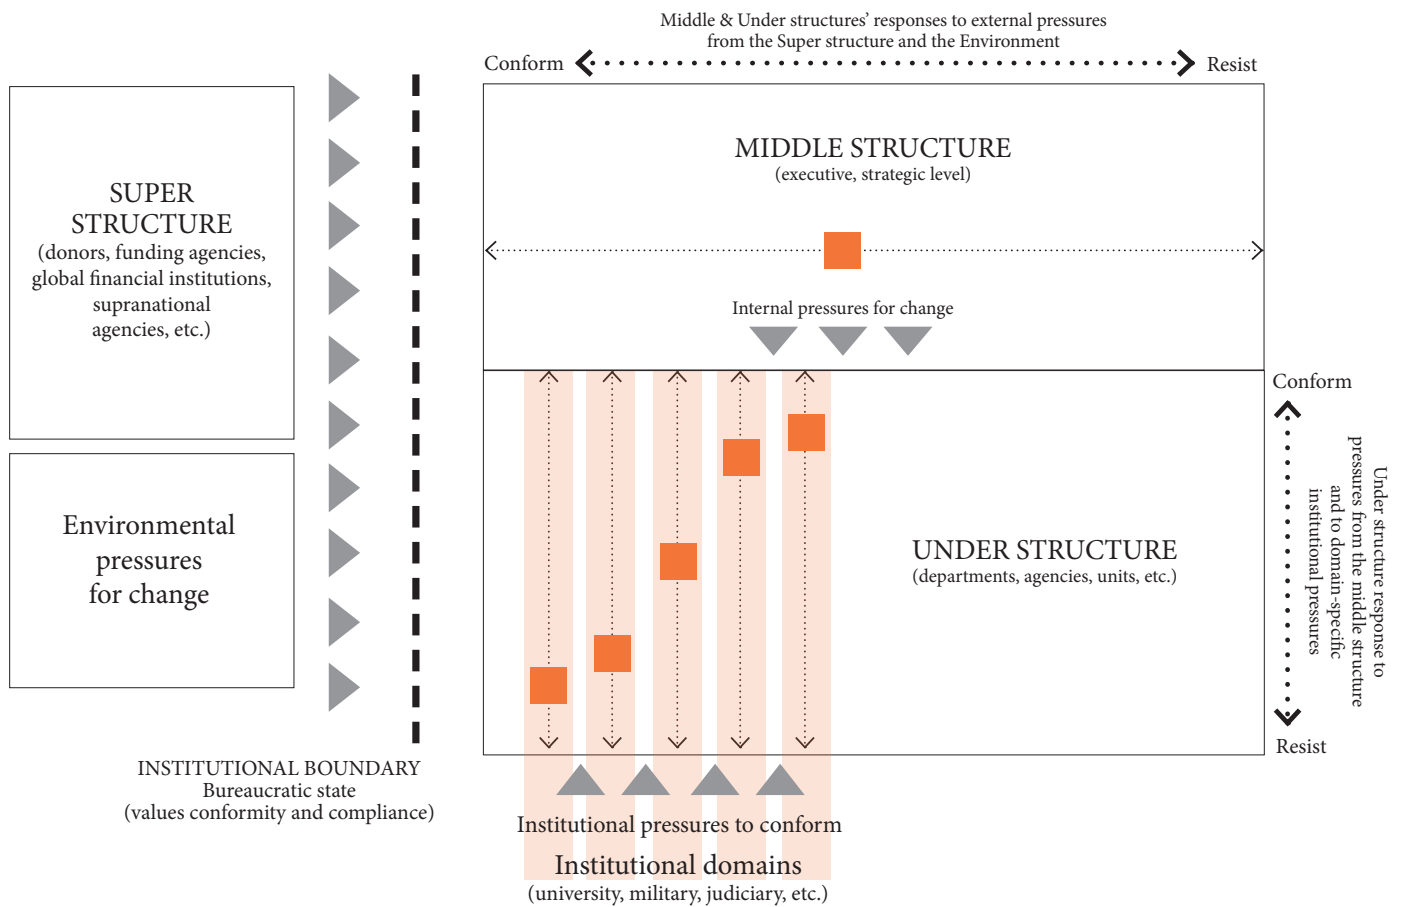 Middle & Under structures’ responses to external pressures
from the Super structure and the Environment
Conform
Resist
SUPER
STRUCTURE
(donors, funding agencies,
global financial institutions,
supranational
agencies, etc.)
MIDDLE STRUCTURE
(executive, strategic level)
Internal pressures for change
Environmental
pressures
for change
UNDER STRUCTURE
(departments, agencies, units, etc.)
Conform
Under structure response to
pressures from the middle structure
and to domain-specific
institutional pressures
Resist
INSTITUTIONAL BOUNDARY
Bureaucratic state
(values conformity and compliance)
Institutional pressures to conform
Institutional domains
(university, military, judiciary, etc.)